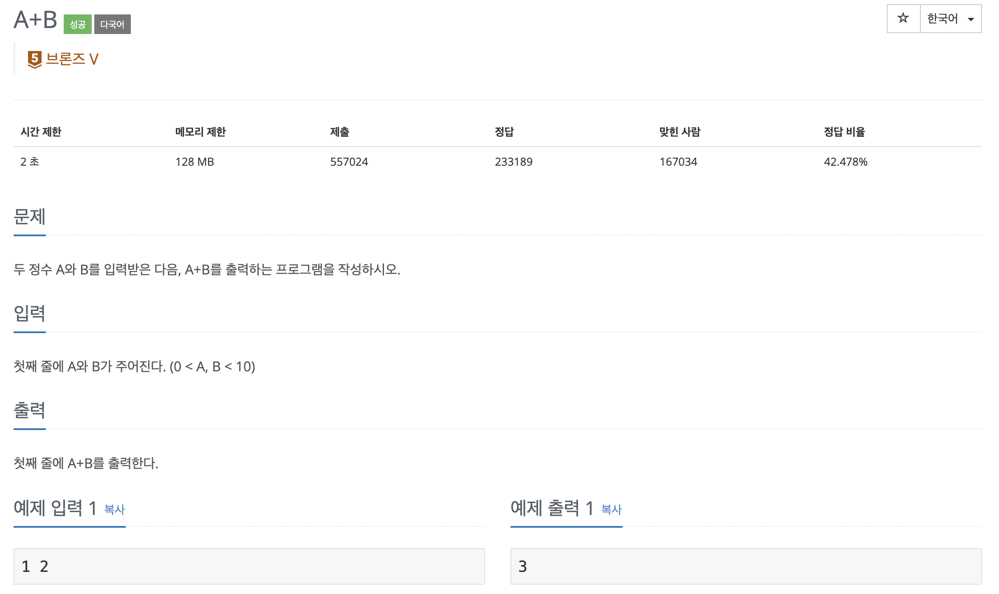 A+B 성공 다국어
☆ 한국어
5 브론즈 V
시간 제한 메모리 제한 제출 정답 맞힌 사람 정답 비율
2 초 128 MB 557024 233189 167034 42.478%
문제
두 정수 A와 B를 입력받은 다음, A+B를 출력하는 프로그램을 작성하시오.
입력
첫째 줄에 A와 B가 주어진다. (0 < A, B < 10)
출력
첫째 줄에 A+B를 출력한다.
예제 입력 1 복사
1 2
예제 출력 1 복사
3